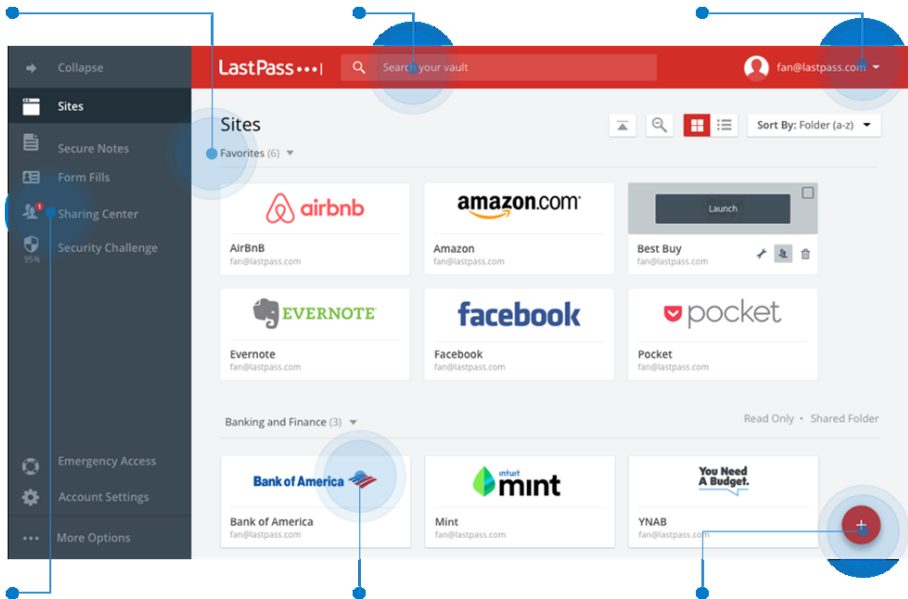 Collapse
Sites
Secure Notes
Form Fills
1
Sharing Center
Security Challenge
95%
Emergency Access
Account Settings
More Options
LastPass •••|
Search your vault
fan@lastpass.com
Sites
Sort By: Folder (a-z)
Favorites (6)
airbnb
AirBnB
fan@lastpass.com
amazon.com
Amazon
fan@lastpass.com
Launch
Best Buy
fan@lastpass.com
EVERNOTE
Evernote
fan@lastpass.com
facebook
Facebook
fan@lastpass.com
pocket
Pocket
fan@lastpass.com
Banking and Finance (3)
Read Only • Shared Folder
Bank of America
Bank of America
fan@lastpass.com
intuit
mint
Mint
fan@lastpass.com
You Need
A Budget.
YNAB
fan@lastpass.com
+